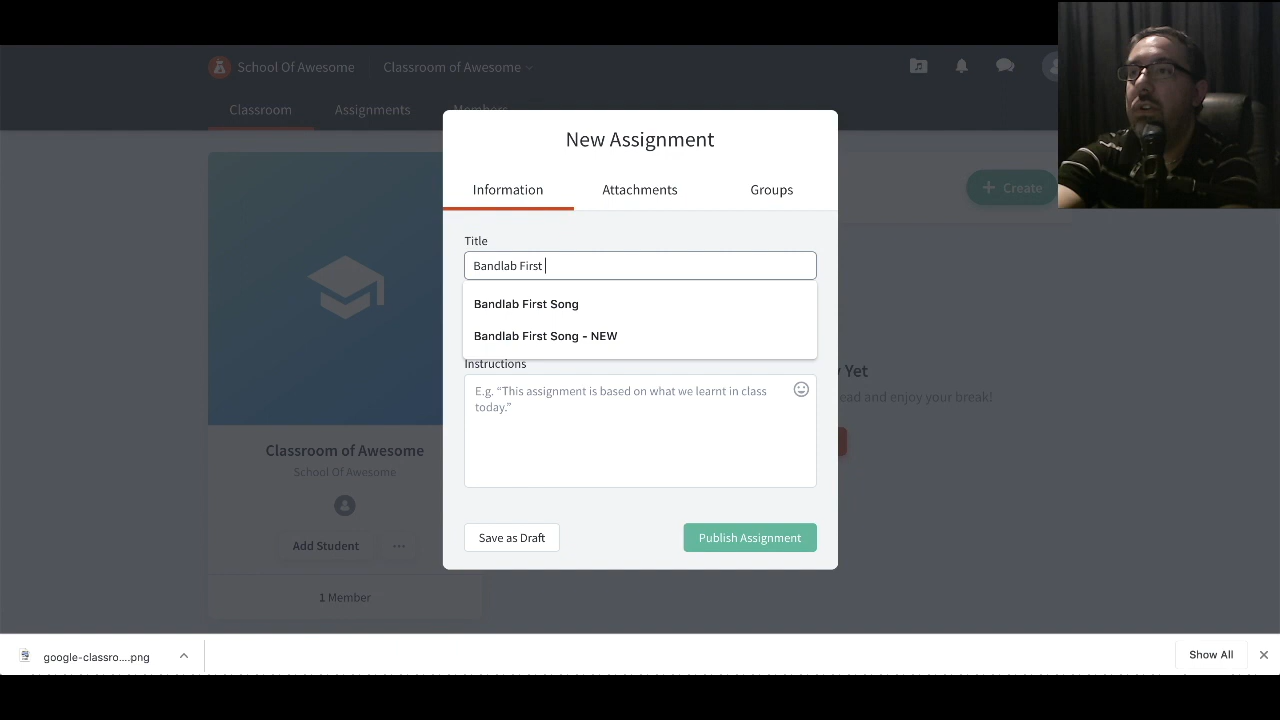 School Of Awesome
Classroom of Awesome
Classroom
Assignments
Members
New Assignment
Information
Attachments
Groups
Create
Title
Bandlab First
Bandlab First Song
Bandlab First Song - NEW
Instructions
E.g. “This assignment is based on what we learnt in class
today.”
Yet
ead and enjoy your break!
Classroom of Awesome
School Of Awesome
Add Student
1 Member
Save as Draft
Publish Assignment
google-classro....png
Show All